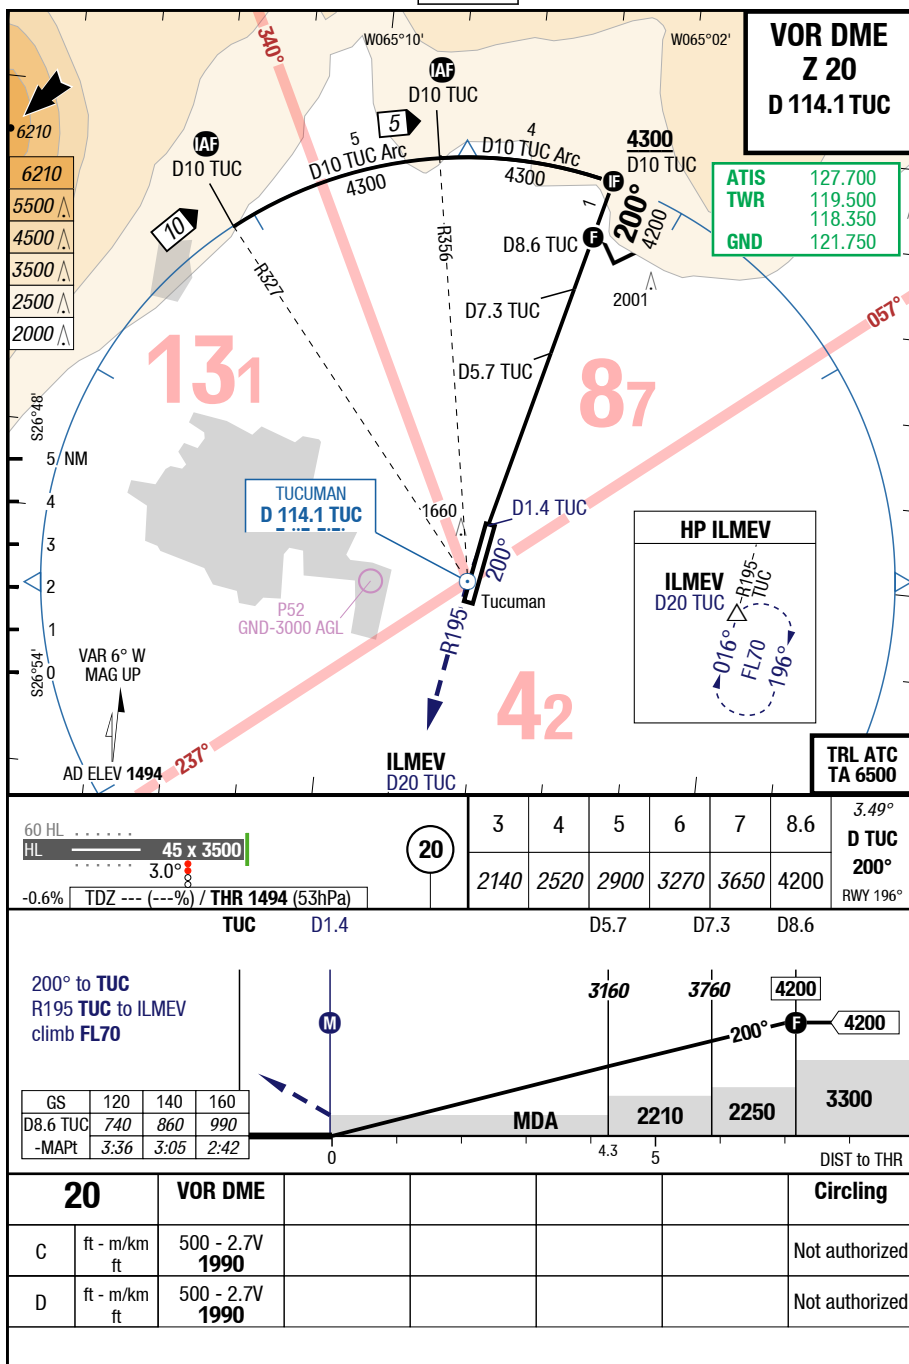 VOR DME
Z 20
D 114.1 TUC
W065°10'
W065°02'
340°
IAF
D10 TUC
IAF
D10 TUC
5
5
D10 TUC Arc
4300
4
D10 TUC Arc
4300
4300
D10 TUC
IF
6210
6210
5500
4500
3500
2500
2000
10
ATIS 127.700
TWR 119.500
118.350
GND 121.750
1
200°
4200
F
D8.6 TUC
R327
R356
2001
D7.3 TUC
057°
131
D5.7 TUC
87
S26°48'
5 NM
4
3
2
1
0
S26°54'
TUCUMAN
D 114.1 TUC
1660
D1.4 TUC
200°
Tucuman
P52
GND-3000 AGL
R195
HP ILMEV
ILMEV
D20 TUC
R195
TUC
016°
FL70
196°
VAR 6° W
MAG UP
42
237°
AD ELEV 1494
ILMEV
D20 TUC
TRL ATC
TA 6500
60 HL
HL
45 x 3500
3.0°
-0.6%
TDZ --- (---%) / THR 1494 (53hPa)
20
3 4 5 6 7 8.6
2140 2520 2900 3270 3650 4200
3.49°
D TUC
200°
RWY 196°
TUC D1.4 D5.7 D7.3 D8.6
200° to TUC
R195 TUC to ILMEV
climb FL70
3160 3760 4200
M
200°
F
4200
MDA
2210
2250
3300
GS 120 140 160
D8.6 TUC 740 860 990
-MAPt 3:36 3:05 2:42
0 4.3 5 DIST to THR
20 VOR DME Circling
C ft - m/km 500 - 2.7V Not authorized
ft 1990
D ft - m/km 500 - 2.7V Not authorized
ft 1990